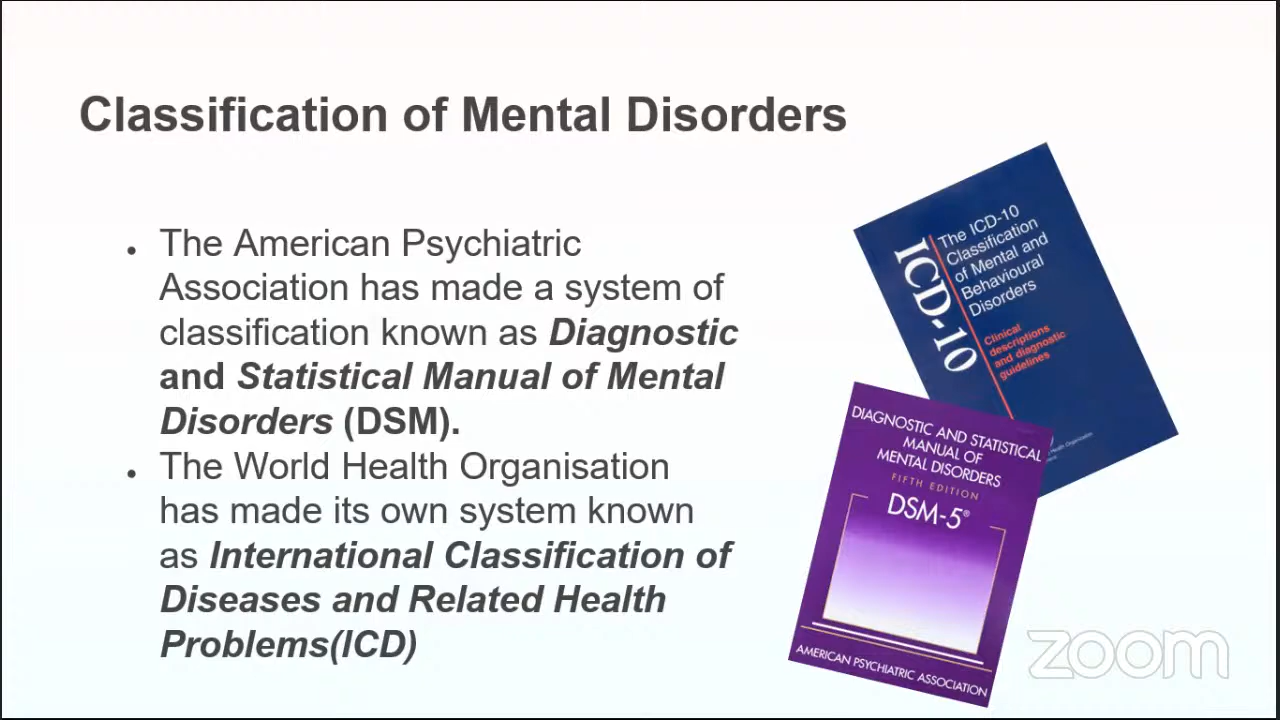 Classification of Mental Disorders
• The American Psychiatric
Association has made a system of
classification known as Diagnostic
and Statistical Manual of Mental
Disorders (DSM).
• The World Health Organisation
has made its own system known
as International Classification of
Diseases and Related Health
Problems(ICD)
ICD-10
The ICD-10
Classification
of Mental and
Behavioural
Disorders
Clinical
descriptions
and diagnostic
guidelines
Health Organization
DIAGNOSTIC AND STATISTICAL
MANUAL OF
MENTAL DISORDERS
FIFTH EDITION
DSM-5®
AMERICAN PSYCHIATRIC ASSOCIATION
zoom